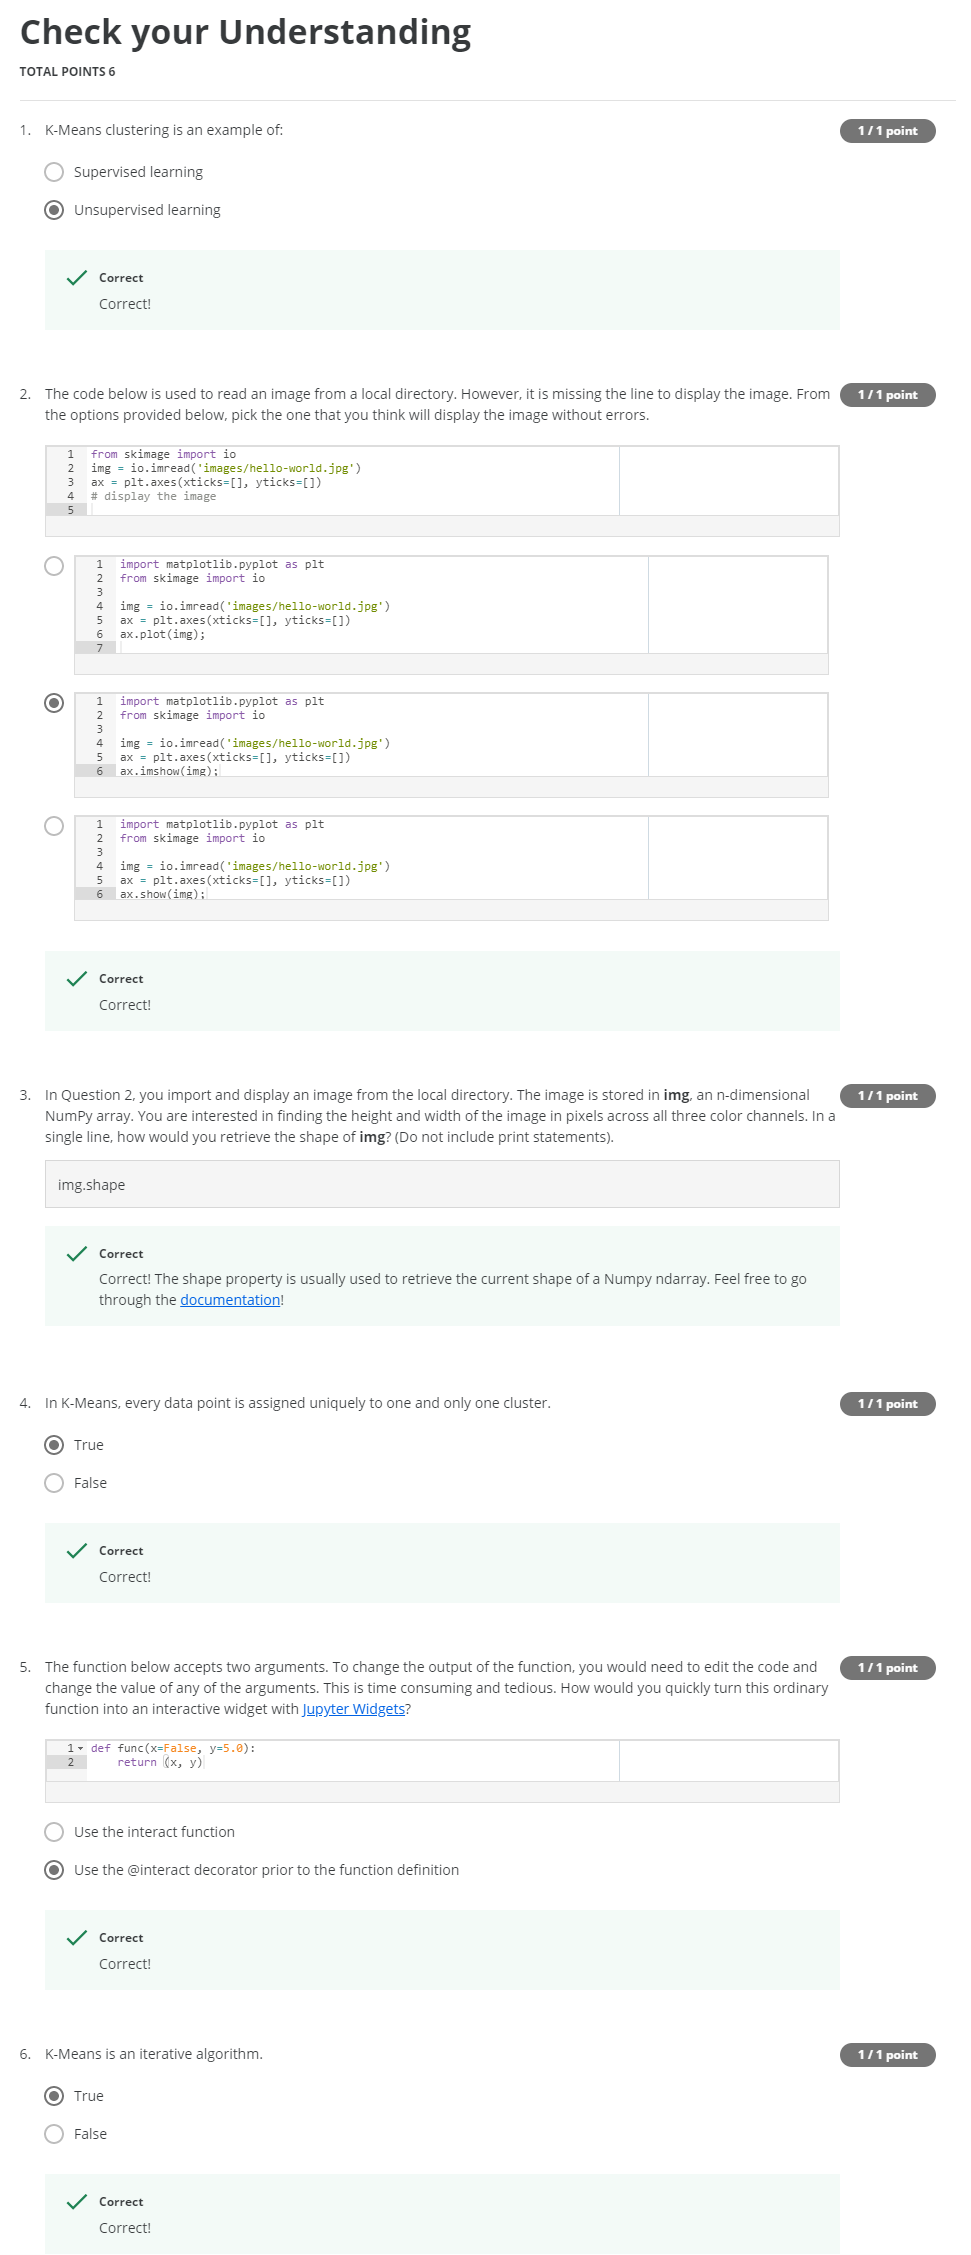 Check your Understanding
TOTAL POINTS 6
1. K-Means clustering is an example of:
1 / 1 point
Supervised learning
Unsupervised learning
Correct
Correct!
2. The code below is used to read an image from a local directory. However, it is missing the line to display the image. From
1 / 1 point
the options provided below, pick the one that you think will display the image without errors.
1 from skimage import io
2 img = io.imread('images/hello-world.jpg')
3 ax = plt.axes(xticks=[], yticks=[])
4 # display the image
5
1 import matplotlib.pyplot as plt
2 from skimage import io
3
4 img = io.imread('images/hello-world.jpg')
5 ax = plt.axes(xticks=[], yticks=[])
6 ax.plot(img);
7
1 import matplotlib.pyplot as plt
2 from skimage import io
3
4 img = io.imread('images/hello-world.jpg')
5 ax = plt.axes(xticks=[], yticks=[])
6 ax.imshow(img);
1 import matplotlib.pyplot as plt
2 from skimage import io
3
4 img = io.imread('images/hello-world.jpg')
5 ax = plt.axes(xticks=[], yticks=[])
6 ax.show(img);
Correct
Correct!
3. In Question 2, you import and display an image from the local directory. The image is stored in img, an n-dimensional
1 / 1 point
NumPy array. You are interested in finding the height and width of the image in pixels across all three color channels. In a
single line, how would you retrieve the shape of img? (Do not include print statements).
img.shape
Correct
Correct! The shape property is usually used to retrieve the current shape of a Numpy ndarray. Feel free to go
through the documentation!
4. In K-Means, every data point is assigned uniquely to one and only one cluster.
1 / 1 point
True
False
Correct
Correct!
5. The function below accepts two arguments. To change the output of the function, you would need to edit the code and
1 / 1 point
change the value of any of the arguments. This is time consuming and tedious. How would you quickly turn this ordinary
function into an interactive widget with Jupyter Widgets?
1 def func(x=False, y=5.0):
2 return (x, y)
Use the interact function
Use the @interact decorator prior to the function definition
Correct
Correct!
6. K-Means is an iterative algorithm.
1 / 1 point
True
False
Correct
Correct!